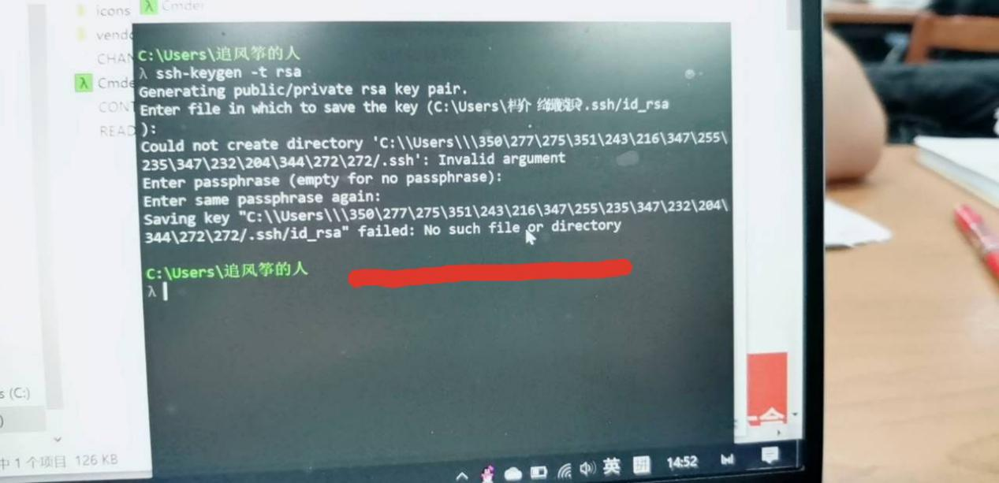 icons
Cmder
vendo
C:\Users\追风筝的人
CHAN
λ ssh-keygen -t rsa
Cmde
Generating public/private rsa key pair.
CONT
Enter file in which to save the key (C:\Users\ .ssh/id_rsa
READ
):
Could not create directory 'C:\\Users\\\350\277\275\351\243\216\347\255\
235\347\232\204\344\272\272/.ssh': Invalid argument
Enter passphrase (empty for no passphrase):
Enter same passphrase again:
Saving key "C:\\Users\\\350\277\275\351\243\216\347\255\235\347\232\204\
344\272\272/.ssh/id_rsa" failed: No such file or directory
C:\Users\追风筝的人
λ
s (C:)
)
中 1 个项目 126 KB
英
拼
14:52